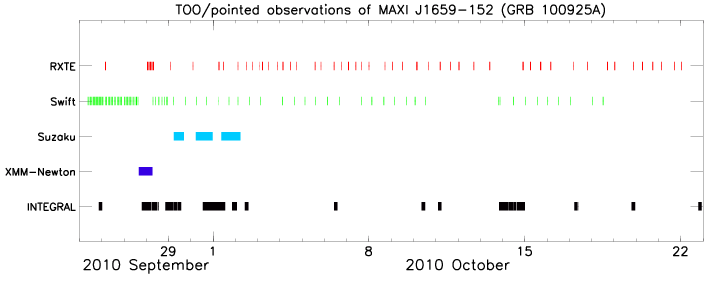 TOO/pointed observations of MAXI J1659-152 (GRB 100925A)
RXTE
Swift
Suzaku
XMM-Newton
INTEGRAL
29 1 8 15 22
2010 September 2010 October